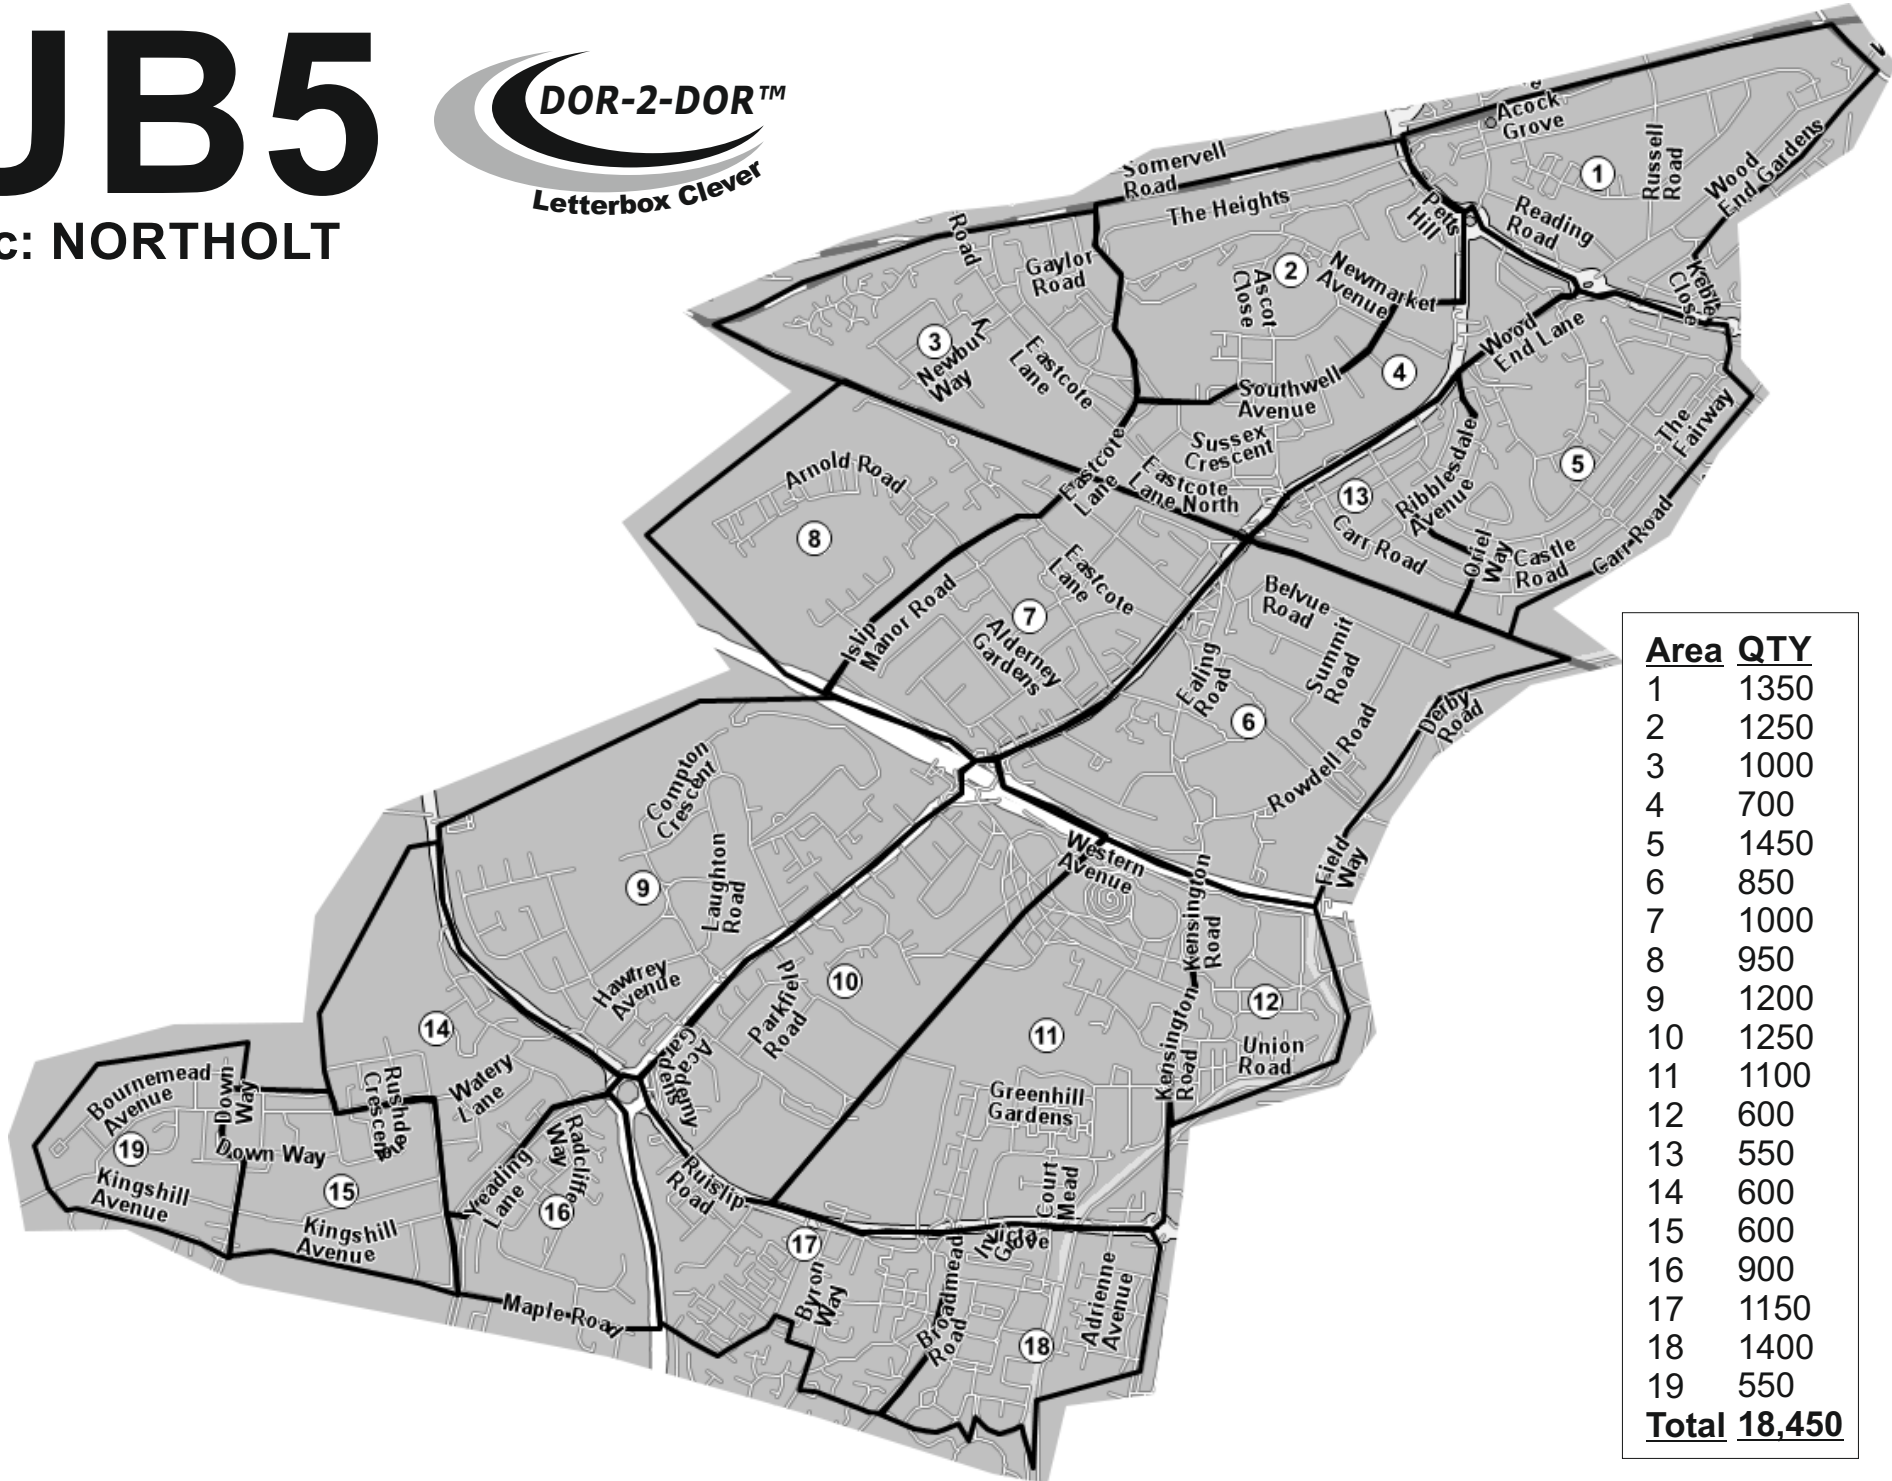 UB5
c: NORTHOLT
DOR-2-DOR™
Letterbox Clever
Acock
Grove
Russell
Road
Wood
End Gardens
1
Somervell
Road
The Heights
Petts
Hill
Reading
Road
Keble
Close
Road
Gaylor
Road
2
Ascot
Close
Newmarket
Avenue
3
Newbury
Way
Eastcote
Lane
Southwell
Avenue
4
Wood
End Lane
The
Fairway
Sussex
Crescent
Eastcote
Lane
Eastcote
Lane North
Arnold Road
8
13
Ribblesdale
Avenue
5
Carr Road
Oriel
Way
Castle
Road
Carr Road
Eastcote
Lane
Islip
Manor Road
7
Alderney
Gardens
Belvue
Road
Summit
Road
Ealing
Road
6
Rowdell Road
Derby
Road
Field
Way
Compton
Crescent
Laughton
Road
9
Western
Avenue
Kensington
Road
Hawtrey
Avenue
Parkfield
Road
10
11
12
Union
Road
Kensington
Road
Academy
Gardens
14
Watery
Lane
Rushden
Crescent
Bournemead
Avenue
Down
Way
19
Down Way
Kingshill
Avenue
15
Kingshill
Avenue
Yeading
Lane
Radcliffe
Way
16
Maple Road
Ruislip
Road
Greenhill
Gardens
Court
Mead
Invicta
Grove
17
Byron
Way
Broadmead
Road
18
Adrienne
Avenue
Area QTY
1 1350
2 1250
3 1000
4 700
5 1450
6 850
7 1000
8 950
9 1200
10 1250
11 1100
12 600
13 550
14 600
15 600
16 900
17 1150
18 1400
19 550
Total 18,450